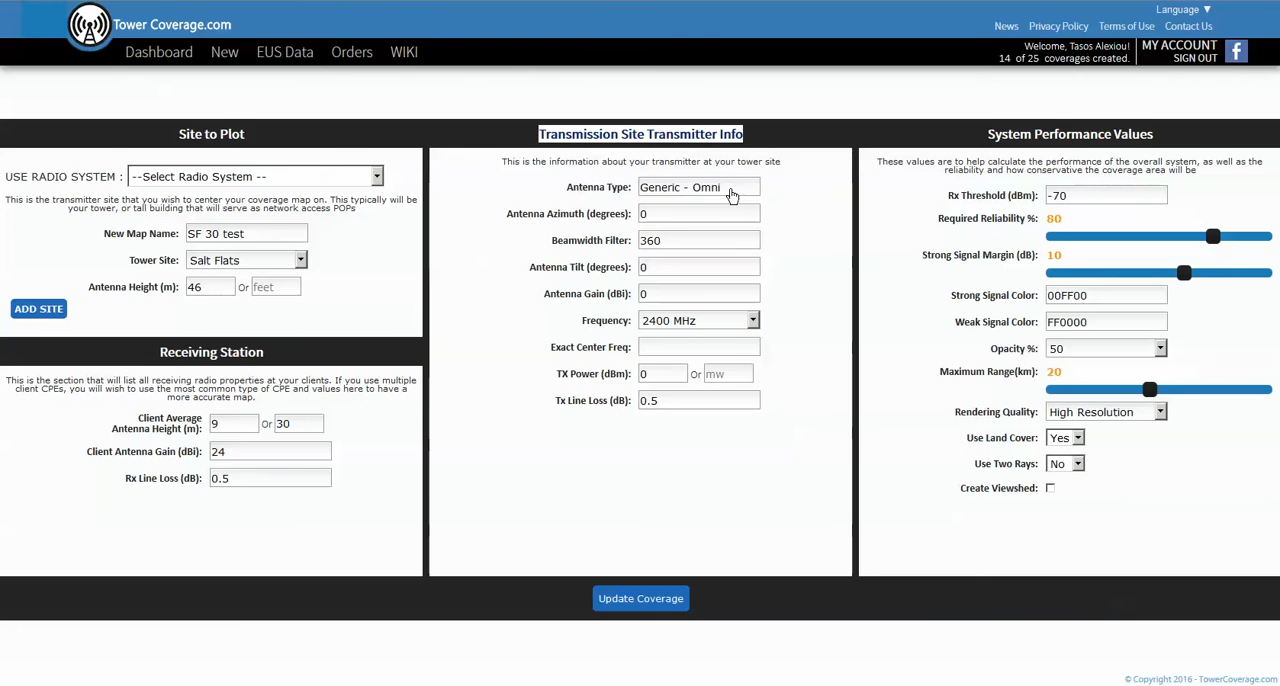 Language ▼
Tower Coverage.com
News Privacy Policy Terms of Use Contact Us
Dashboard New EUS Data Orders WIKI
Welcome, Tasos Alexiou!
14 of 25 coverages created.
MY ACCOUNT
SIGN OUT
f
Site to Plot
USE RADIO SYSTEM : --Select Radio System --
This is the transmitter site that you wish to center your coverage map on. This typically will be
your tower, or tall building that will serve as network access POPs
New Map Name: SF 30 test
Tower Site: Salt Flats
Antenna Height (m): 46 Or feet
ADD SITE
Receiving Station
This is the section that will list all receiving radio properties at your clients. If you use multiple
client CPEs, you will wish to use the most common type of CPE and values here to have a
more accurate map.
Client Average
Antenna Height (m): 9 Or 30
Client Antenna Gain (dBi): 24
Rx Line Loss (dB): 0.5
Transmission Site Transmitter Info
This is the information about your transmitter at your tower site
Antenna Type: Generic - Omni
Antenna Azimuth (degrees): 0
Beamwidth Filter: 360
Antenna Tilt (degrees): 0
Antenna Gain (dBi): 0
Frequency: 2400 MHz
Exact Center Freq:
TX Power (dBm): 0 Or mw
Tx Line Loss (dB): 0.5
System Performance Values
These values are to help calculate the performance of the overall system, as well as the
reliability and how conservative the coverage area will be
Rx Threshold (dBm): -70
Required Reliability %: 80
Strong Signal Margin (dB): 10
Strong Signal Color: 00FF00
Weak Signal Color: FF0000
Opacity %: 50
Maximum Range(km): 20
Rendering Quality: High Resolution
Use Land Cover: Yes
Use Two Rays: No
Create Viewshed:
Update Coverage
© Copyright 2016 - TowerCoverage.com